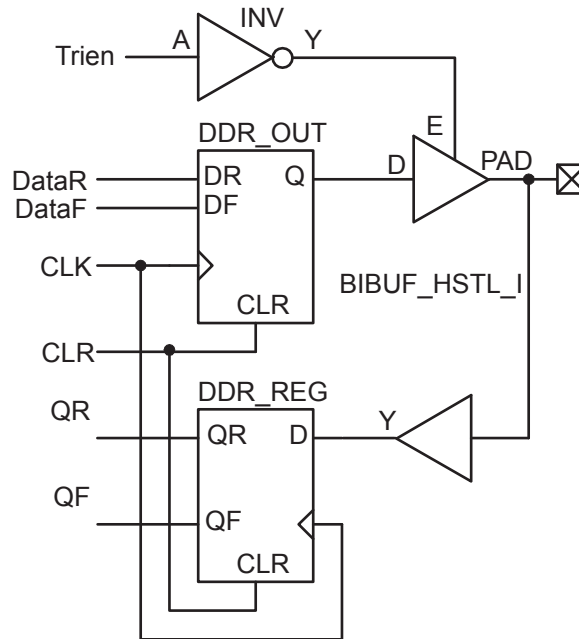 INV
Trien
A
Y
DDR_OUT
E
D
PAD
DataR
DR
Q
DataF
DF
CLK
BIBUF_HSTL_I
CLR
CLR
DDR_REG
QR
QR
D
Y
QF
QF
CLR